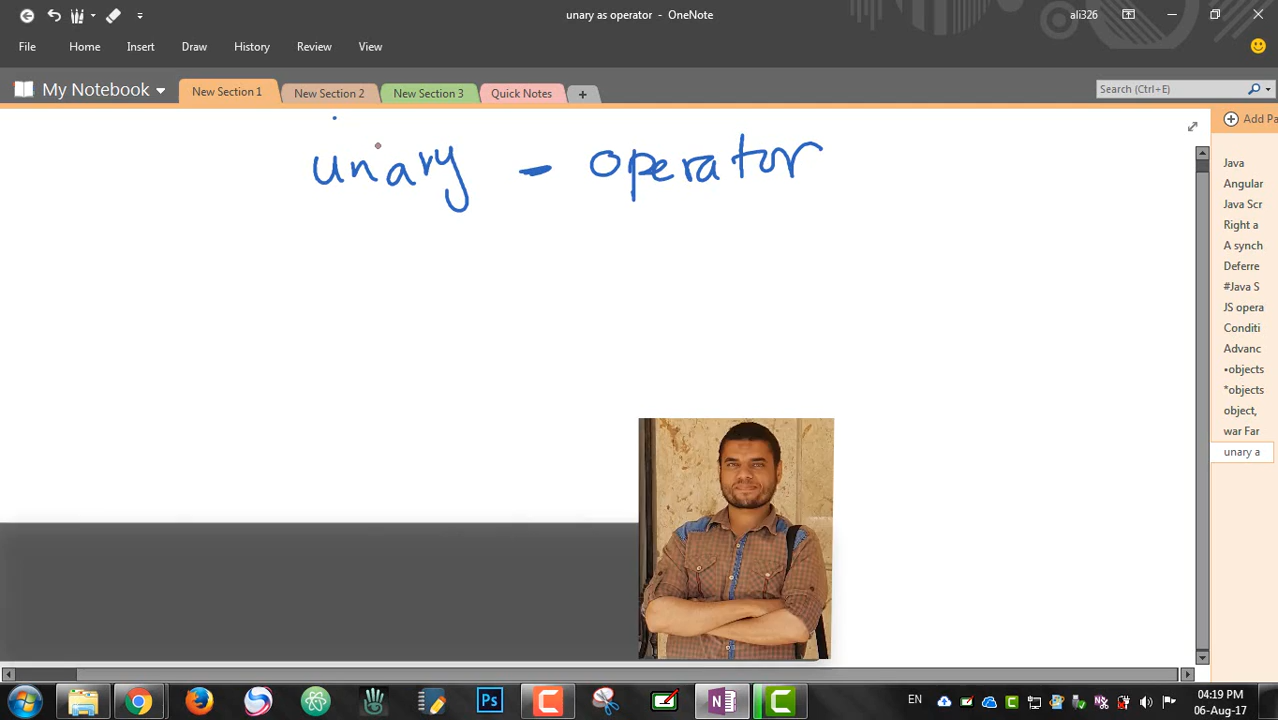 unary as operator - OneNote
ali326
File Home Insert Draw History Review View
My Notebook New Section 1 New Section 2 New Section 3 Quick Notes +
Search (Ctrl+E)
Add Pa
unary - operator
Java
Angular
Java Scr
Right a
A synch
Deferre
#Java S
JS opera
Conditi
Advanc
•objects
*objects
object,
war Far
unary a
Ps
N
EN
04:19 PM
06-Aug-17